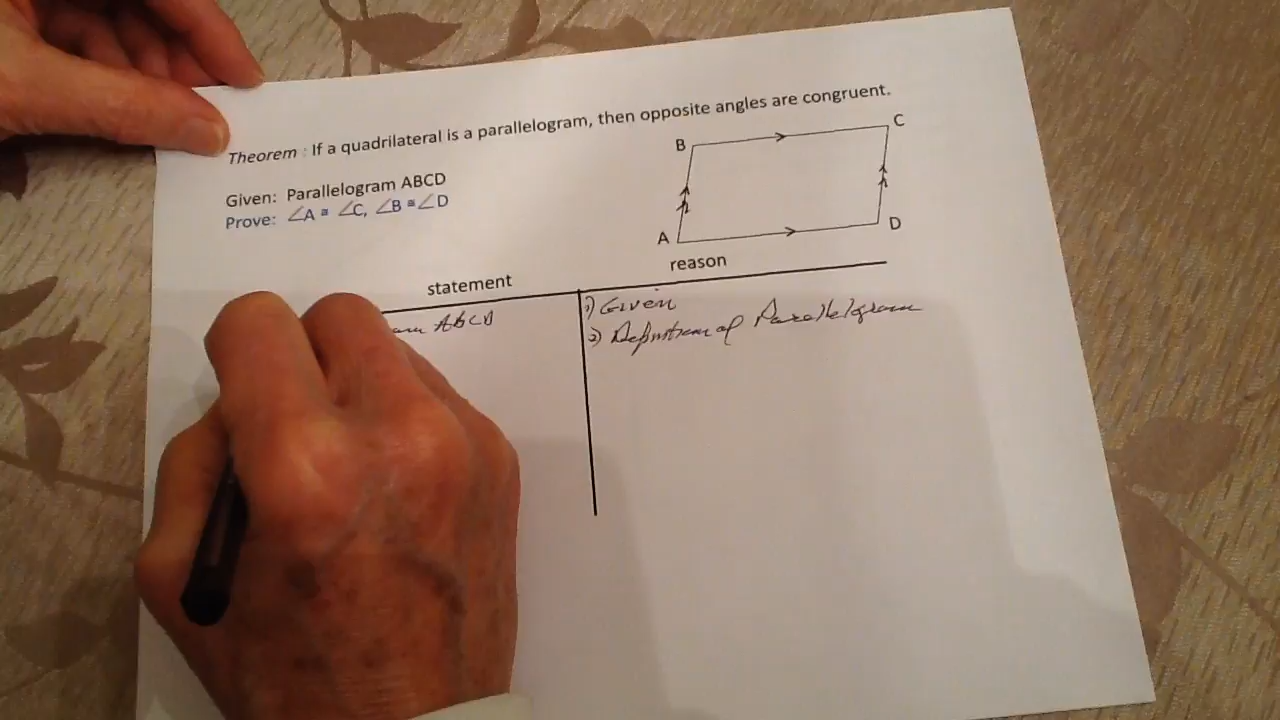 Theorem : If a quadrilateral is a parallelogram, then opposite angles are congruent.
Given: Parallelogram ABCD
Prove: ∠A ≅ ∠C, ∠B ≅ ∠D
B
C
A
D
statement
reason
ABCD
1) Given
2) Definition of Parallelogram